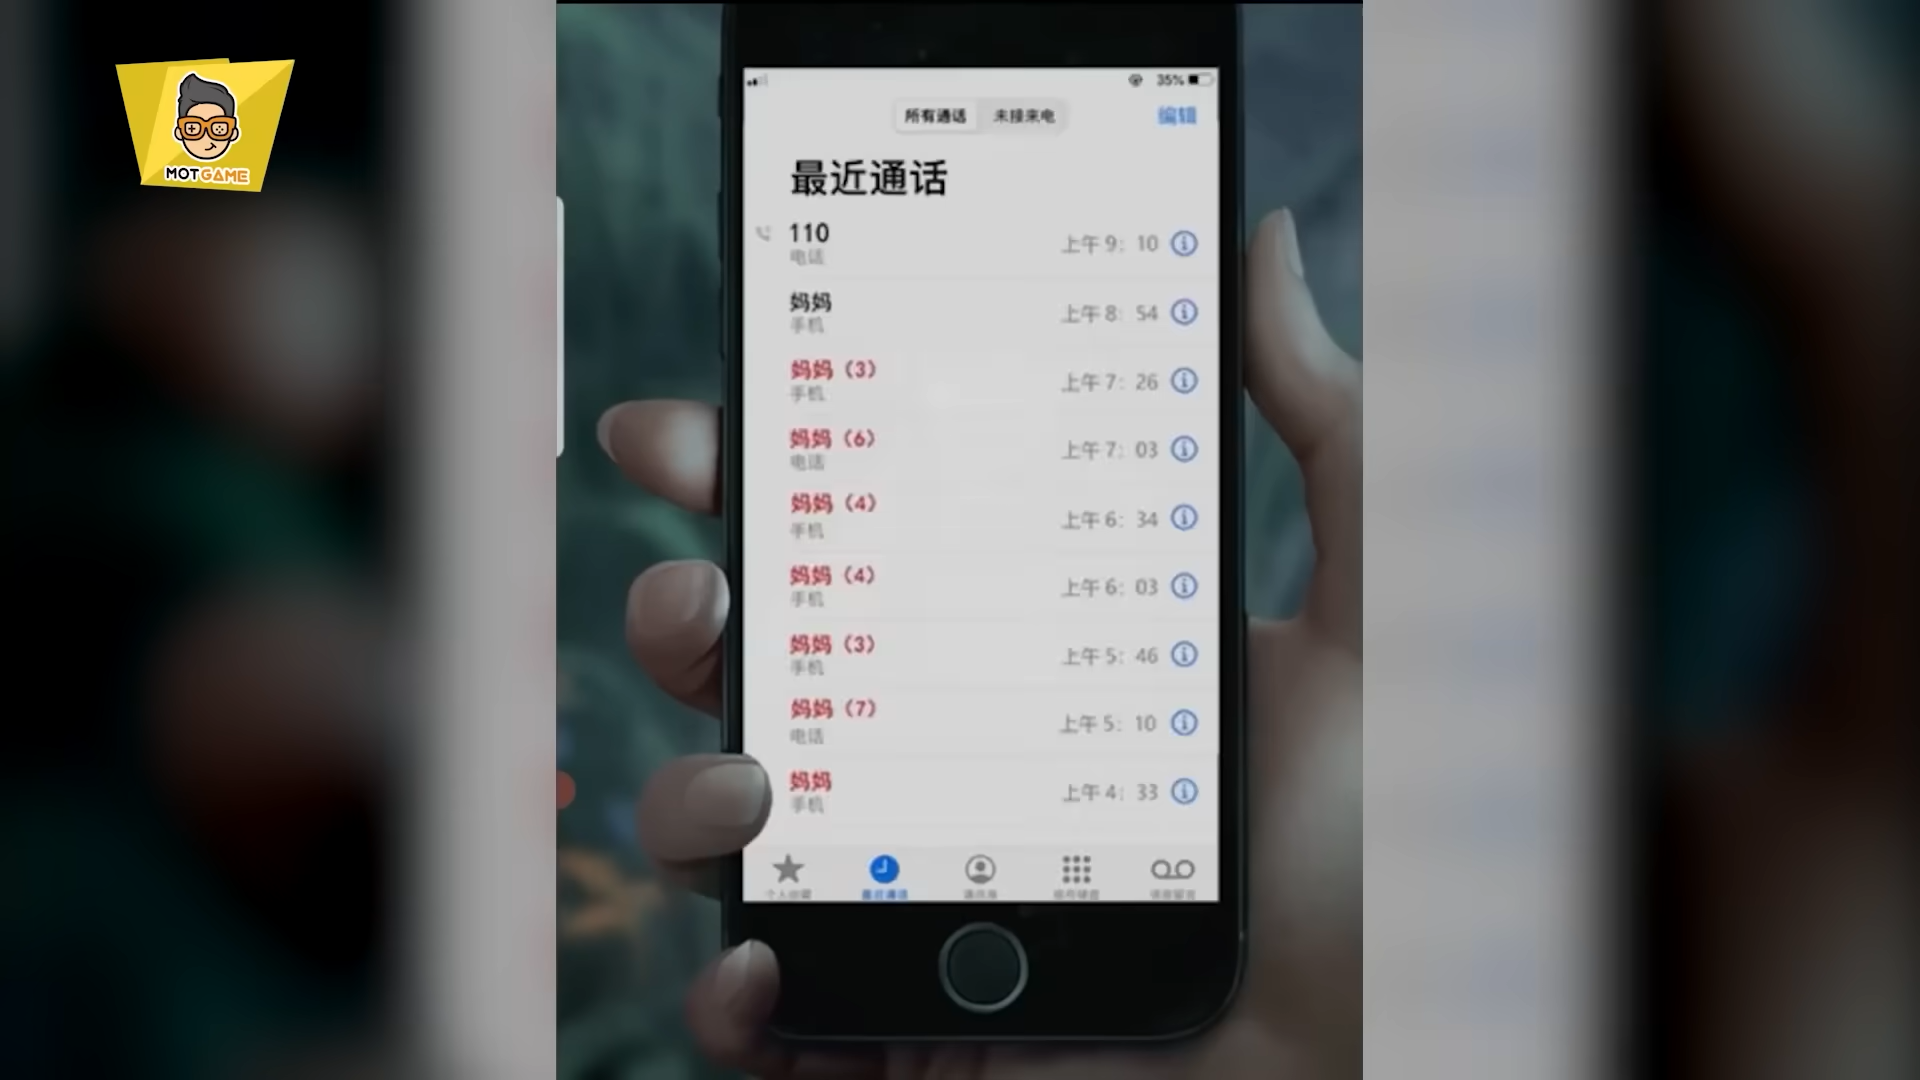 MOTGAME
35%
所有通话 未接来电 编辑
最近通话
110 上午 9：10
电话
妈妈 上午 8：54
手机
妈妈（3） 上午 7：26
手机
妈妈（6） 上午 7：03
电话
妈妈（4） 上午 6：34
手机
妈妈（4） 上午 6：03
手机
妈妈（3） 上午 5：46
手机
妈妈（7） 上午 5：10
电话
妈妈 上午 4：33
手机
最近通话